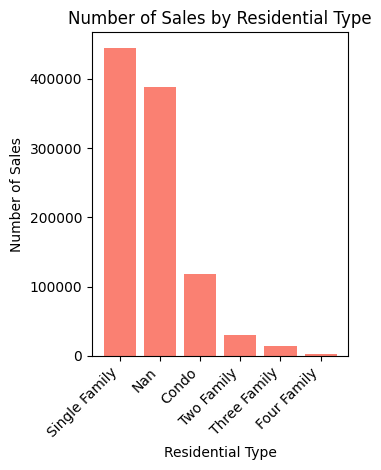 Number of Sales by Residential Type
Number of Sales
400000
300000
200000
100000
0
Single Family
Nan
Condo
Two Family
Three Family
Four Family
Residential Type